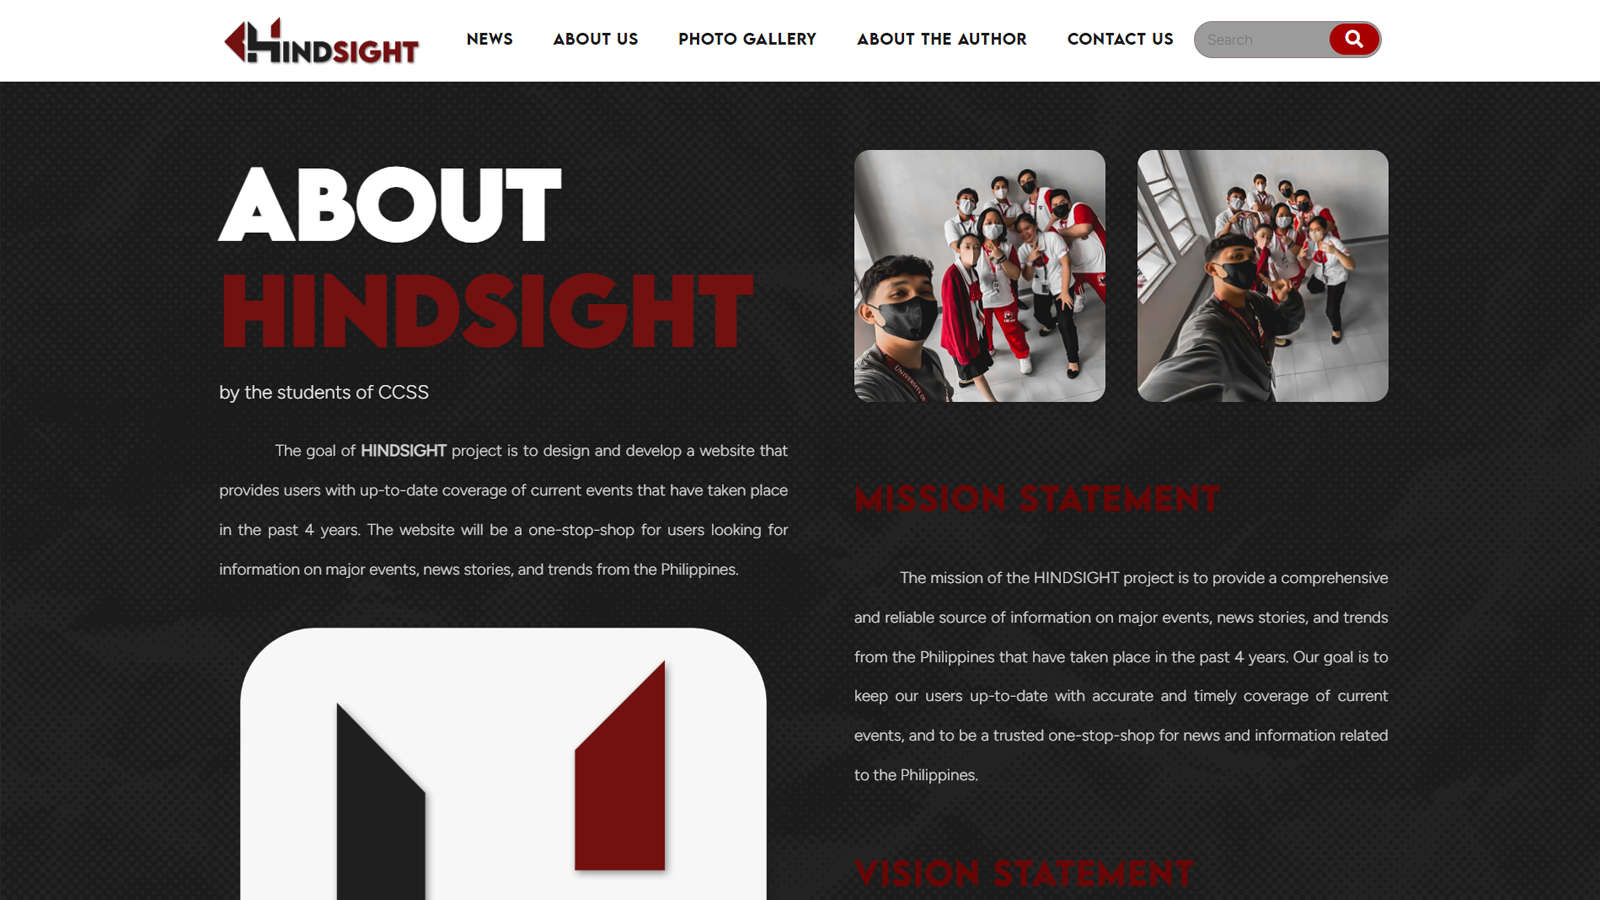 HINDSIGHT
NEWS
ABOUT US
PHOTO GALLERY
ABOUT THE AUTHOR
CONTACT US
Search
ABOUT
HINDSIGHT
by the students of CCSS
The goal of HINDSIGHT project is to design and develop a website that
provides users with up-to-date coverage of current events that have taken place
in the past 4 years. The website will be a one-stop-shop for users looking for
information on major events, news stories, and trends from the Philippines.
MISSION STATEMENT
The mission of the HINDSIGHT project is to provide a comprehensive
and reliable source of information on major events, news stories, and trends
from the Philippines that have taken place in the past 4 years. Our goal is to
keep our users up-to-date with accurate and timely coverage of current
events, and to be a trusted one-stop-shop for news and information related
to the Philippines.
VISION STATEMENT